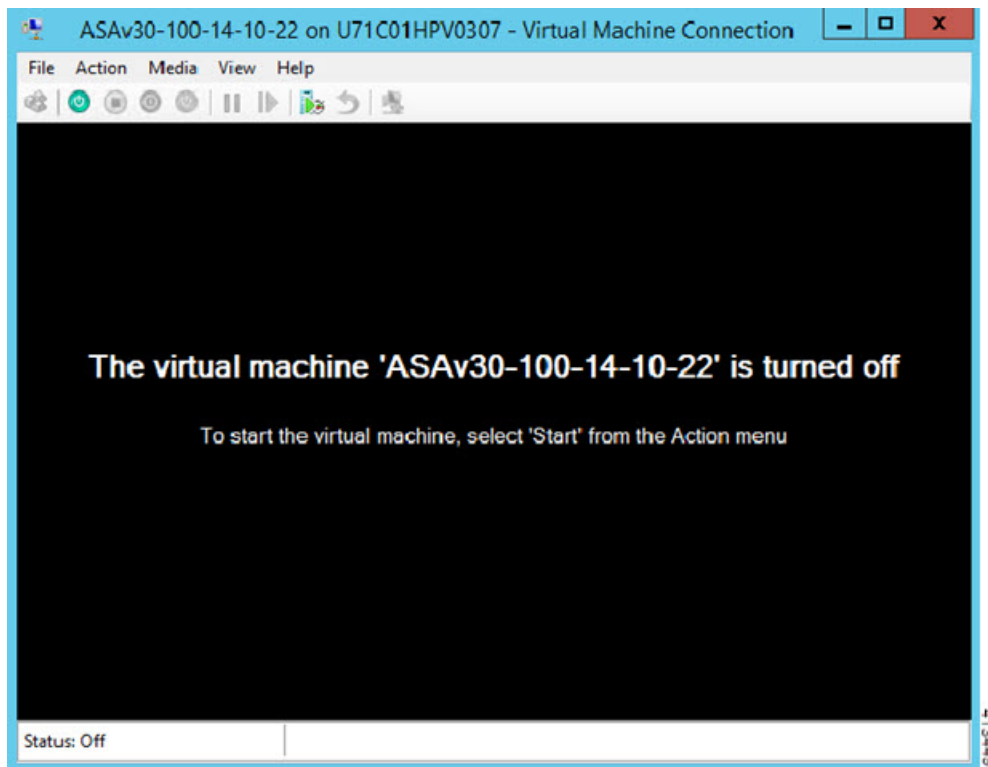 ASAv30-100-14-10-22 on U71C01HPV0307 - Virtual Machine Connection
File Action Media View Help
The virtual machine 'ASAv30-100-14-10-22' is turned off
To start the virtual machine, select 'Start' from the Action menu
Status: Off